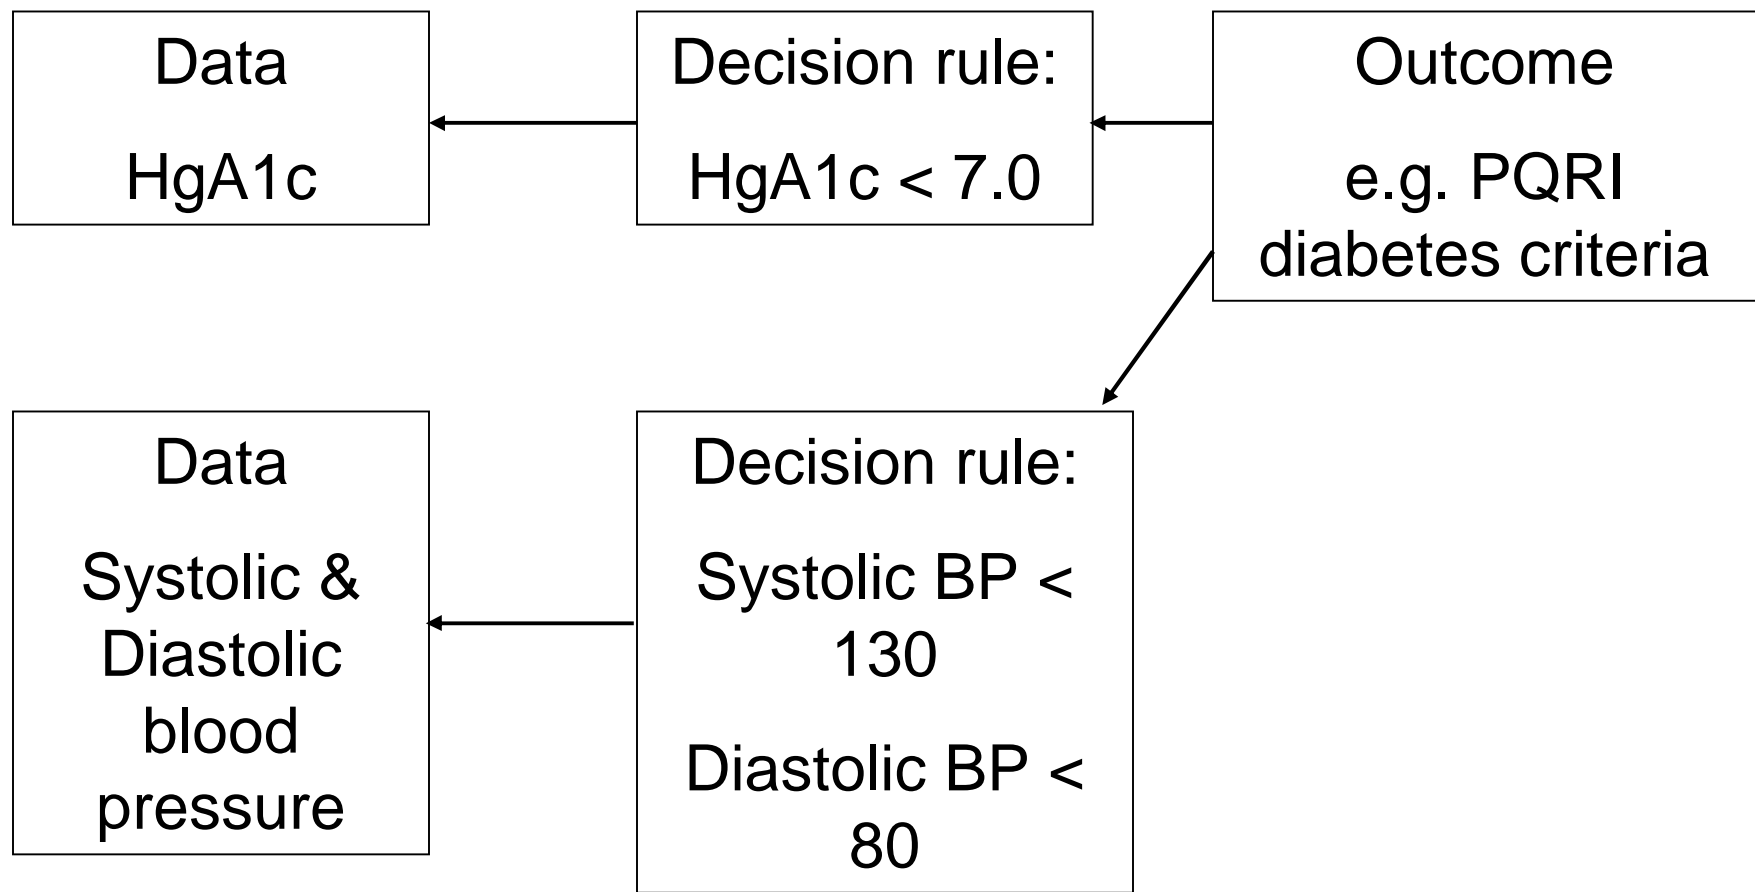 Data
HgA1c
Decision rule:
HgA1c < 7.0
Outcome
e.g. PQRI
diabetes criteria
Data
Systolic &
Diastolic
blood
pressure
Decision rule:
Systolic BP <
130
Diastolic BP <
80